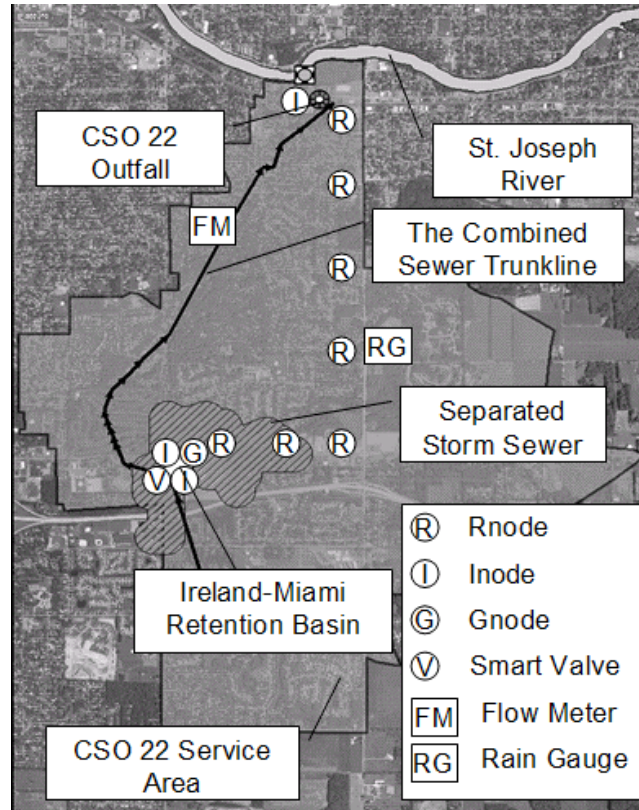 I
R
CSO 22
Outfall
R
St. Joseph
River
FM
The Combined
Sewer Trunkline
R
R
RG
Separated
Storm Sewer
I
G
R
R
R
V
I
R
Rnode
I
Inode
Ireland-Miami
Retention Basin
G
Gnode
V
Smart Valve
FM
Flow Meter
CSO 22 Service
Area
RG
Rain Gauge